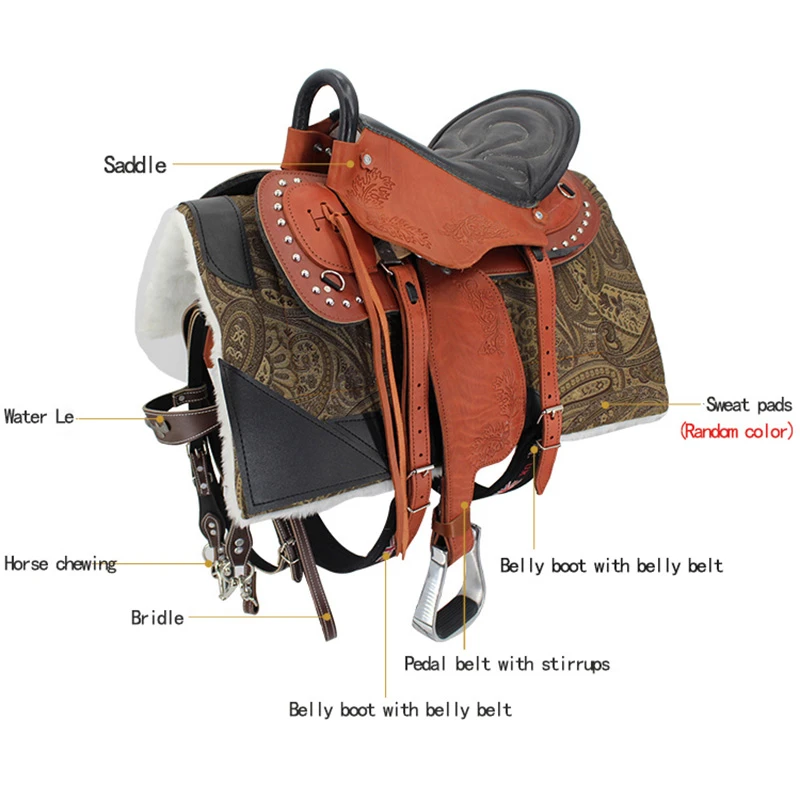 Saddle
Water Le
Sweat pads
(Random color)
Horse chewing
Belly boot with belly belt
Bridle
Pedal belt with stirrups
Belly boot with belly belt